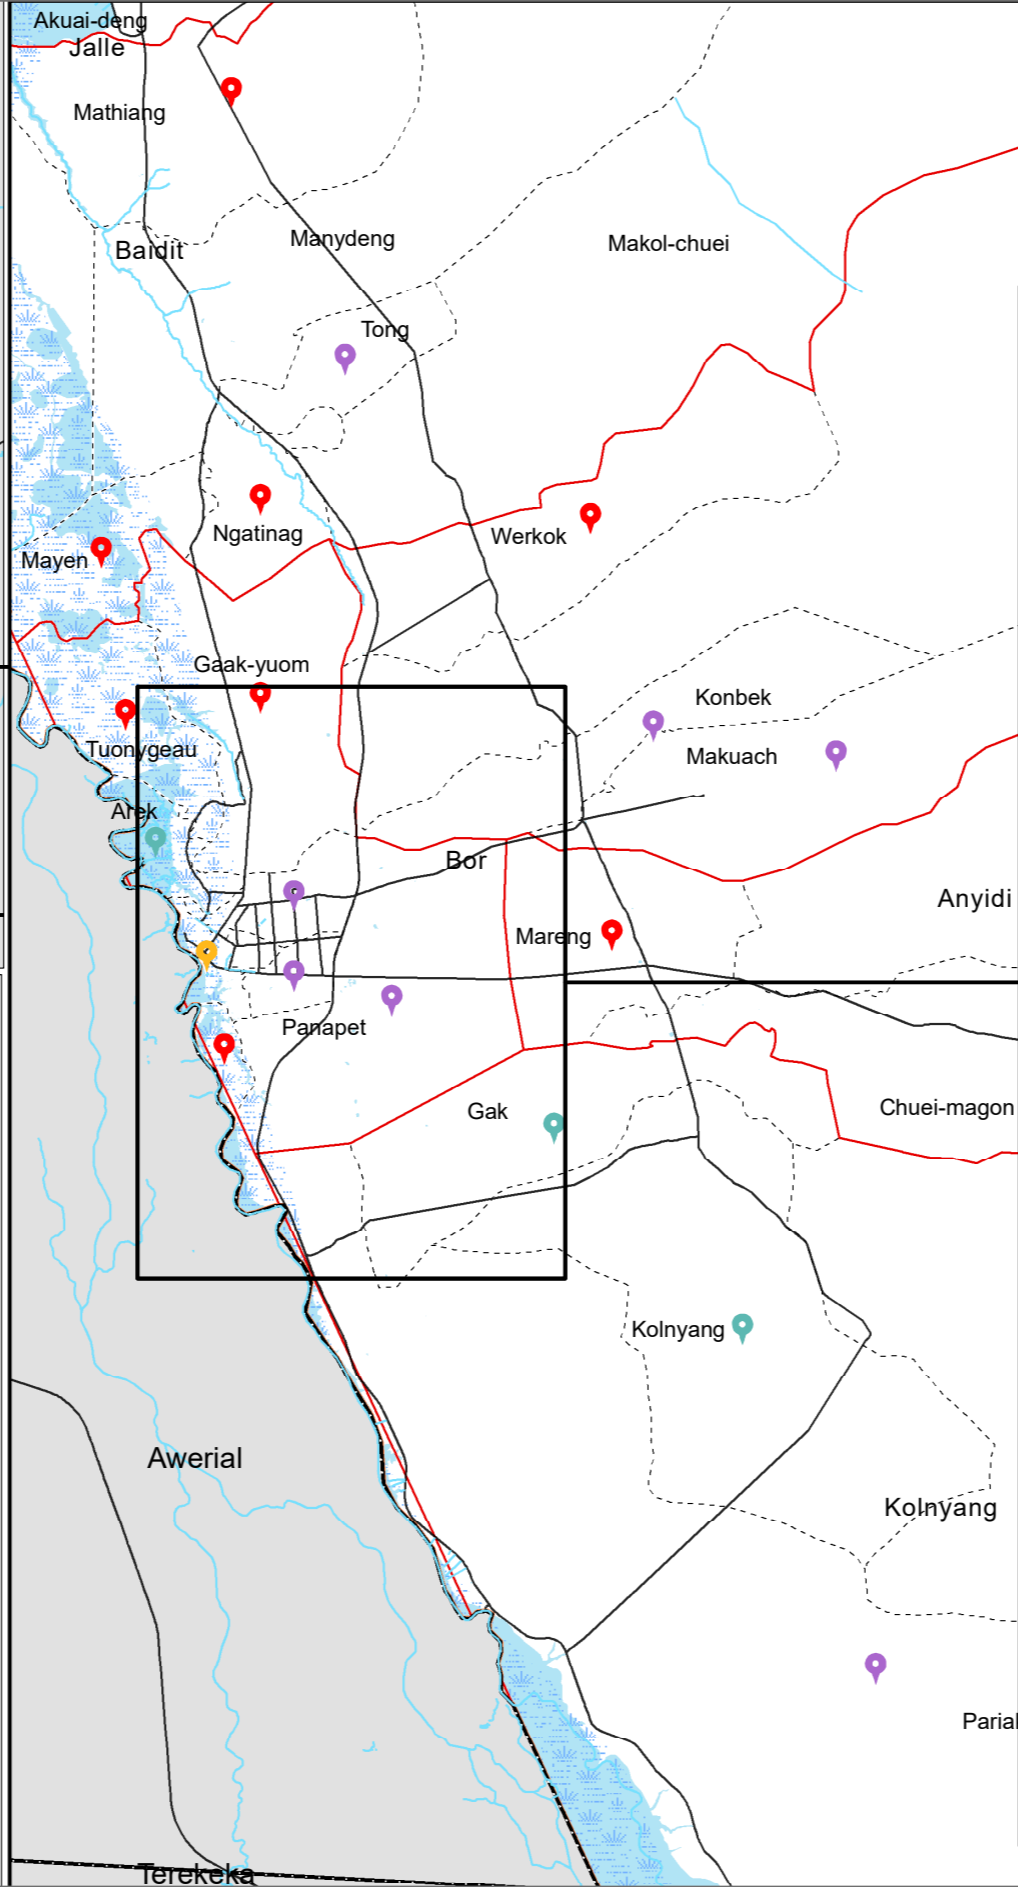 Akuai-deng
Jalle
Mathiang
Manydeng
Makol-chuei
Baidit
Tong
Ngatinag
Werkok
Mayen
Gaak-yuom
Konbek
Tuonygeau
Makuach
Arek
Bor
Anyidi
Mareng
Panapet
Gak
Chuei-magon
Kolnyang
Awerial
Kolnyang
Pariak
Terekeka